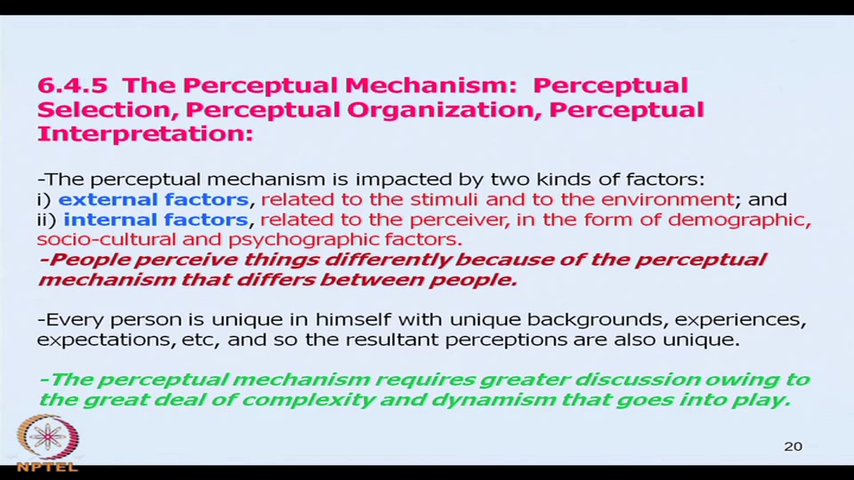 6.4.5 The Perceptual Mechanism: Perceptual
Selection, Perceptual Organization, Perceptual
Interpretation:
-The perceptual mechanism is impacted by two kinds of factors:
i) external factors, related to the stimuli and to the environment; and
ii) internal factors, related to the perceiver, in the form of demographic,
socio-cultural and psychographic factors.
-People perceive things differently because of the perceptual
mechanism that differs between people.
-Every person is unique in himself with unique backgrounds, experiences,
expectations, etc, and so the resultant perceptions are also unique.
-The perceptual mechanism requires greater discussion owing to
the great deal of complexity and dynamism that goes into play.
20
NPTEL